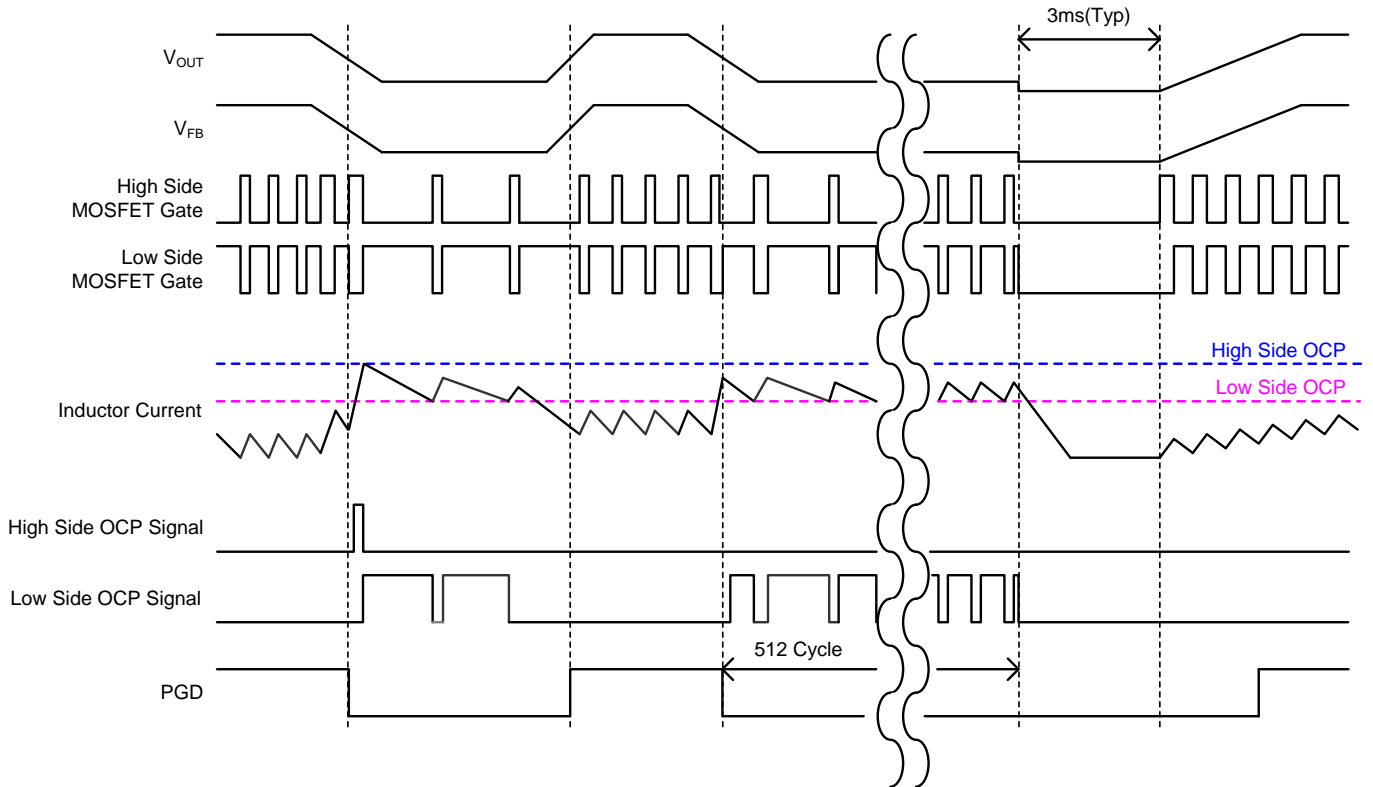 3ms(Typ)
VOUT
VFB
High Side
MOSFET Gate
Low Side
MOSFET Gate
High Side OCP
Low Side OCP
Inductor Current
High Side OCP Signal
Low Side OCP Signal
512 Cycle
PGD